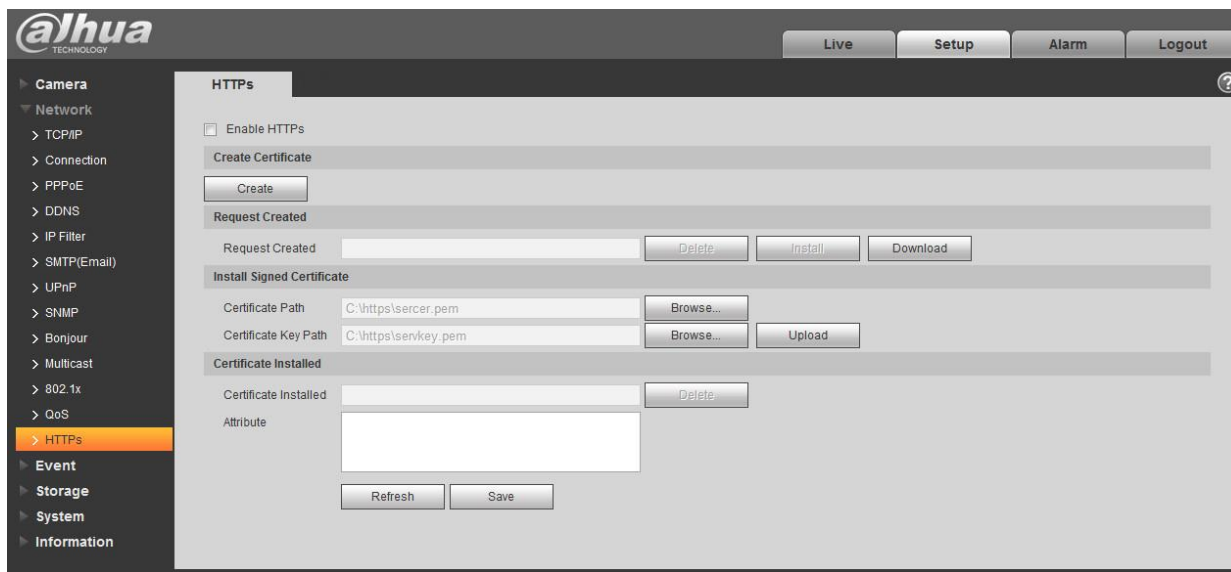 alhua
TECHNOLOGY
Live Setup Alarm Logout
Camera
Network
> TCP/IP
> Connection
> PPPoE
> DDNS
> IP Filter
> SMTP(Email)
> UPnP
> SNMP
> Bonjour
> Multicast
> 802.1x
> QoS
> HTTPs
Event
Storage
System
Information
HTTPs
?
Enable HTTPs
Create Certificate
Create
Request Created
Request Created Delete Install Download
Install Signed Certificate
Certificate Path C:\https\sercer.pem Browse...
Certificate Key Path C:\https\servkey.pem Browse... Upload
Certificate Installed
Certificate Installed Delete
Attribute
Refresh Save